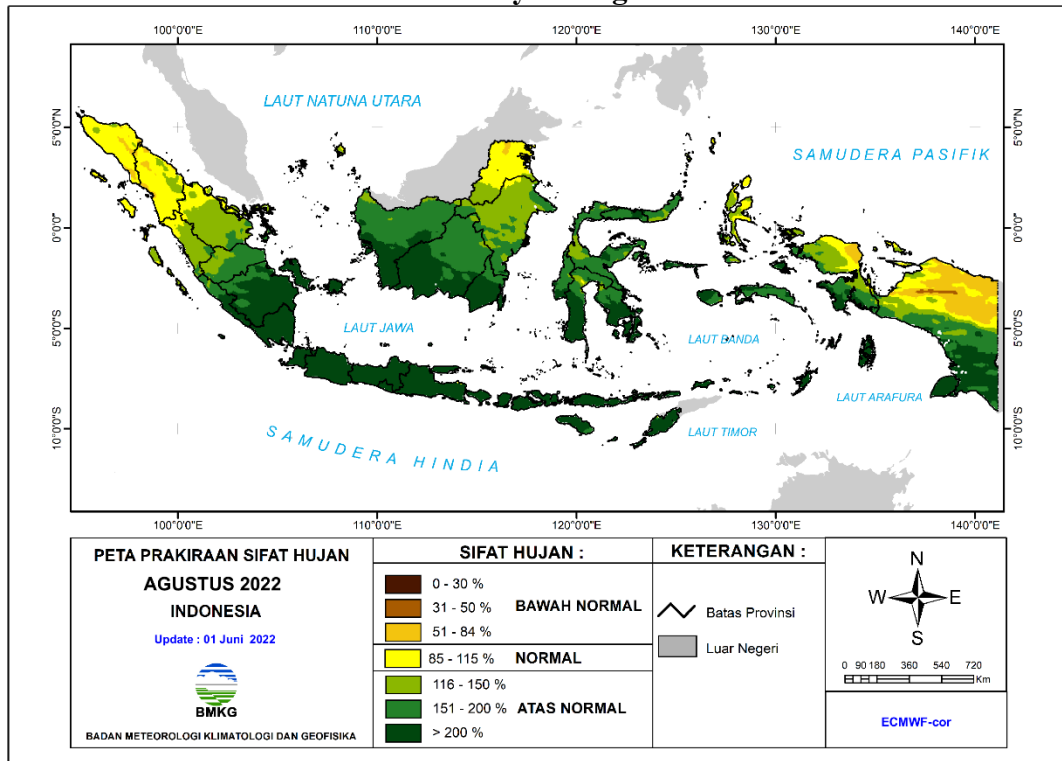 100°0'0"E 110°0'0"E 120°0'0"E 130°0'0"E 140°0'0"E
5°0'0"N 5°0'0"N
LAUT NATUNA UTARA
SAMUDERA PASIFIK
0°0'0" 0°0'0"
5°0'0"S 5°0'0"S
LAUT JAWA
LAUT BANDA
LAUT ARAFURA
10°0'0"S 10°0'0"S
SAMUDERA HINDIA
LAUT TIMOR
100°0'0"E 110°0'0"E 120°0'0"E 130°0'0"E 140°0'0"E
PETA PRAKIRAAN SIFAT HUJAN
AGUSTUS 2022
INDONESIA
Update : 01 Juni 2022
BMKG
BADAN METEOROLOGI KLIMATOLOGI DAN GEOFISIKA
SIFAT HUJAN :
0 - 30 %
31 - 50 % BAWAH NORMAL
51 - 84 %
85 - 115 % NORMAL
116 - 150 %
151 - 200 % ATAS NORMAL
> 200 %
KETERANGAN :
Batas Provinsi
Luar Negeri
N
W E
S
0 90 180 360 540 720
Km
ECMWF-cor